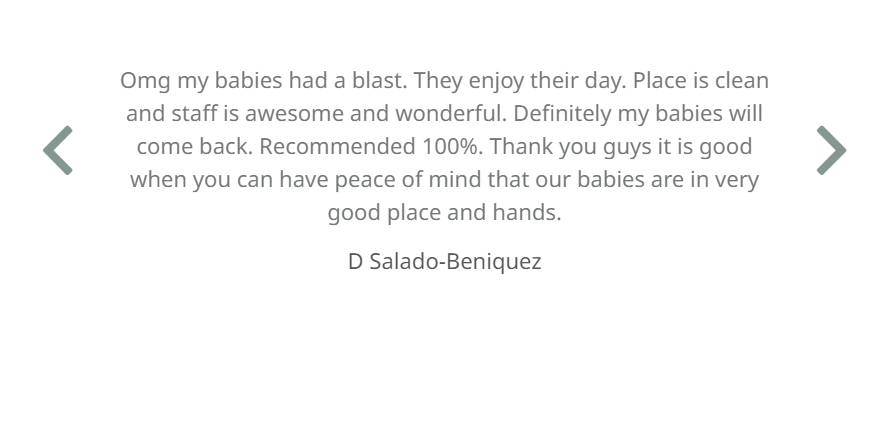 Omg my babies had a blast. They enjoy their day. Place is clean
and staff is awesome and wonderful. Definitely my babies will
come back. Recommended 100%. Thank you guys it is good
when you can have peace of mind that our babies are in very
good place and hands.
D Salado-Beniquez